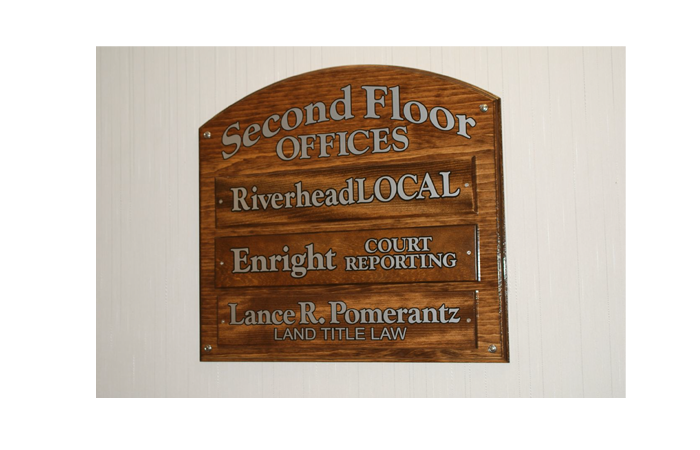 Second Floor
OFFICES
RiverheadLOCAL
Enright COURT REPORTING
Lance R. Pomerantz
LAND TITLE LAW